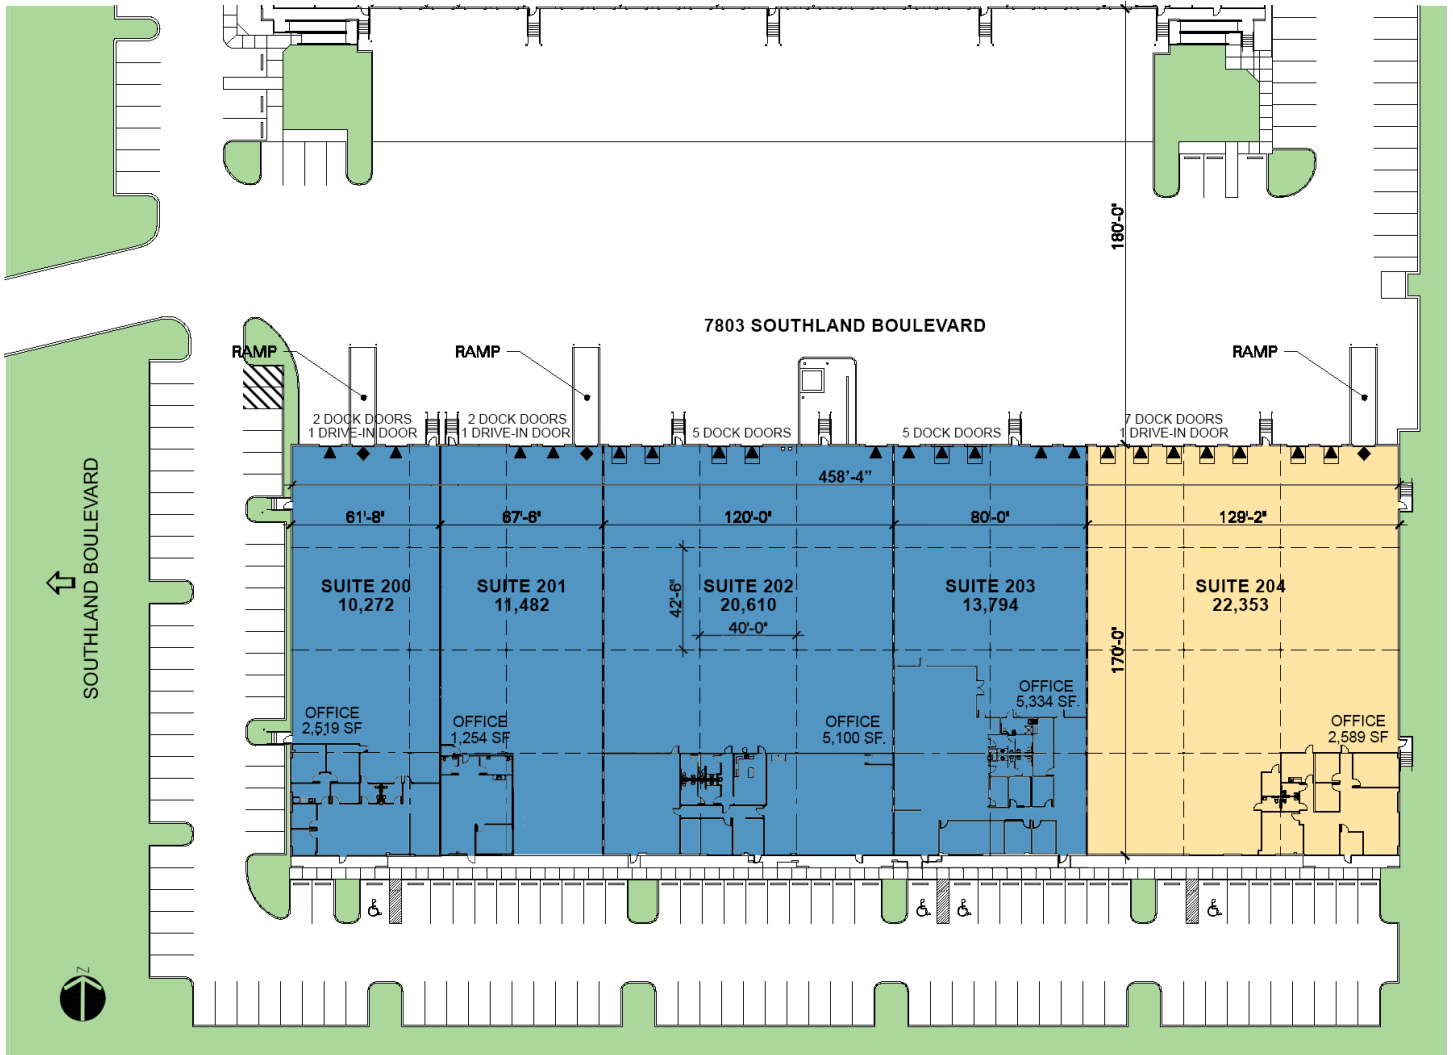 180'-0"
7803 SOUTHLAND BOULEVARD
RAMP
RAMP
RAMP
2 DOCK DOORS
1 DRIVE-IN DOOR
2 DOCK DOORS
1 DRIVE-IN DOOR
5 DOCK DOORS
5 DOCK DOORS
7 DOCK DOORS
1 DRIVE-IN DOOR
458'-4"
61'-8"
67'-6"
120'-0"
80'-0"
129'-2"
SUITE 200
10,272
SUITE 201
11,482
SUITE 202
20,610
SUITE 203
13,794
SUITE 204
22,353
42'-6"
40'-0"
170'-0"
OFFICE
2,519 SF
OFFICE
1,254 SF
OFFICE
5,100 SF.
OFFICE
5,334 SF.
OFFICE
2,589 SF
SOUTHLAND BOULEVARD
N